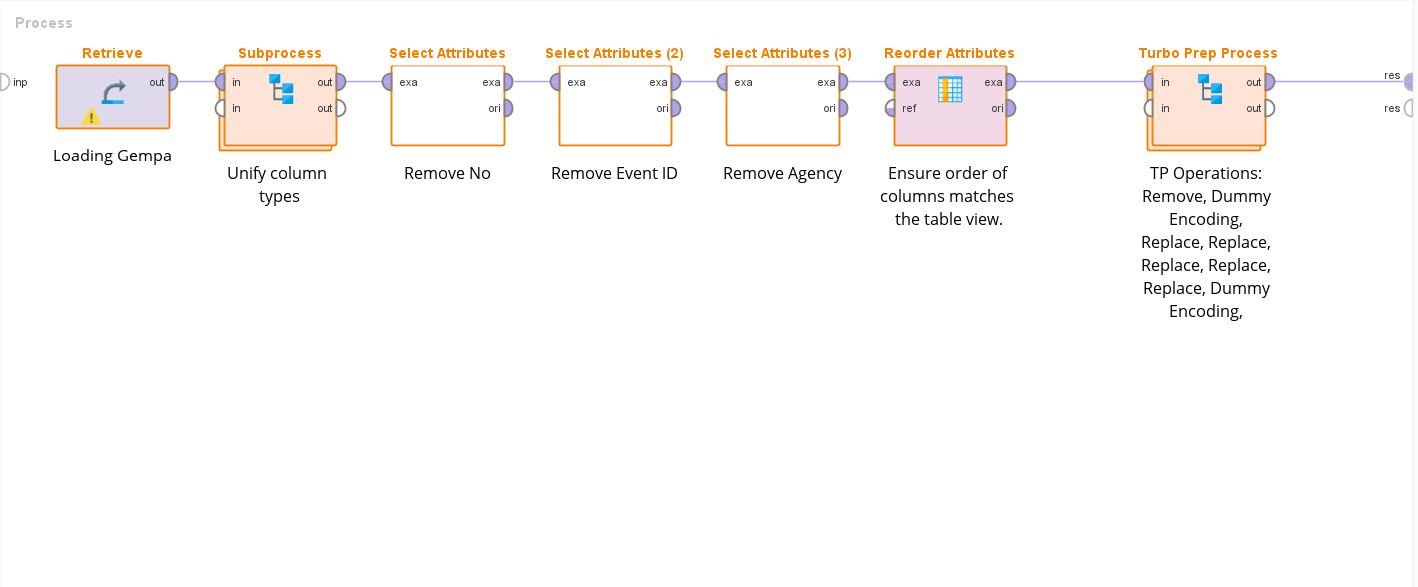 Process
Retrieve
inp
out
Loading Gempa
Subprocess
in
out
in
out
Unify column
types
Select Attributes
exa
exa
ori
Remove No
Select Attributes (2)
exa
exa
ori
Remove Event ID
Select Attributes (3)
exa
exa
ori
Remove Agency
Reorder Attributes
exa
exa
ref
ori
Ensure order of
columns matches
the table view.
Turbo Prep Process
in
out
in
out
TP Operations:
Remove, Dummy
Encoding,
Replace, Replace,
Replace, Replace,
Replace, Dummy
Encoding,
res
res